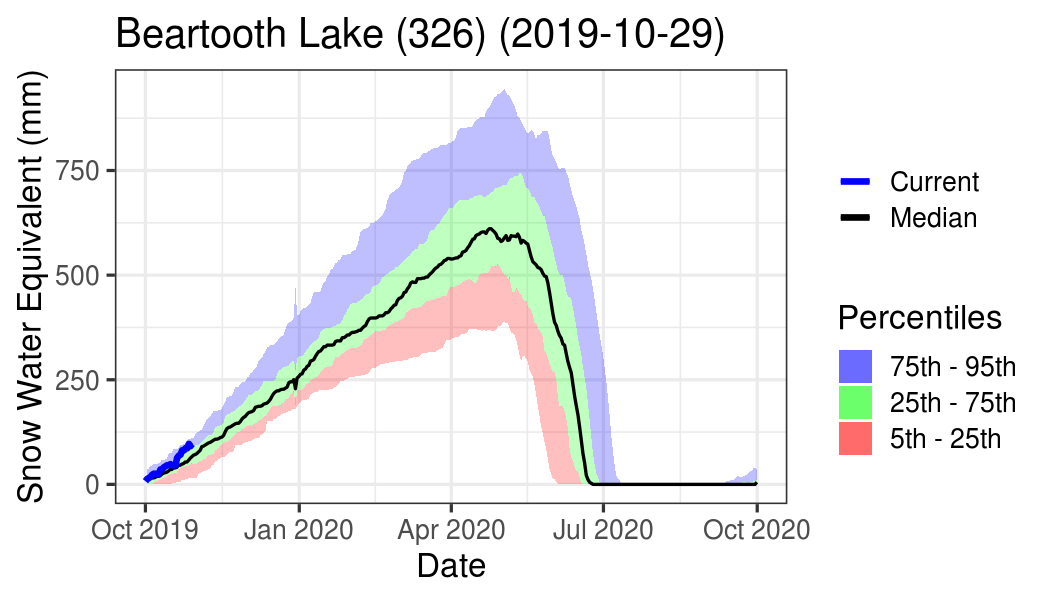 Beartooth Lake (326) (2019-10-29)
Snow Water Equivalent (mm)
750
500
250
0
Oct 2019
Jan 2020
Apr 2020
Jul 2020
Oct 2020
Date
Current
Median
Percentiles
75th - 95th
25th - 75th
5th - 25th